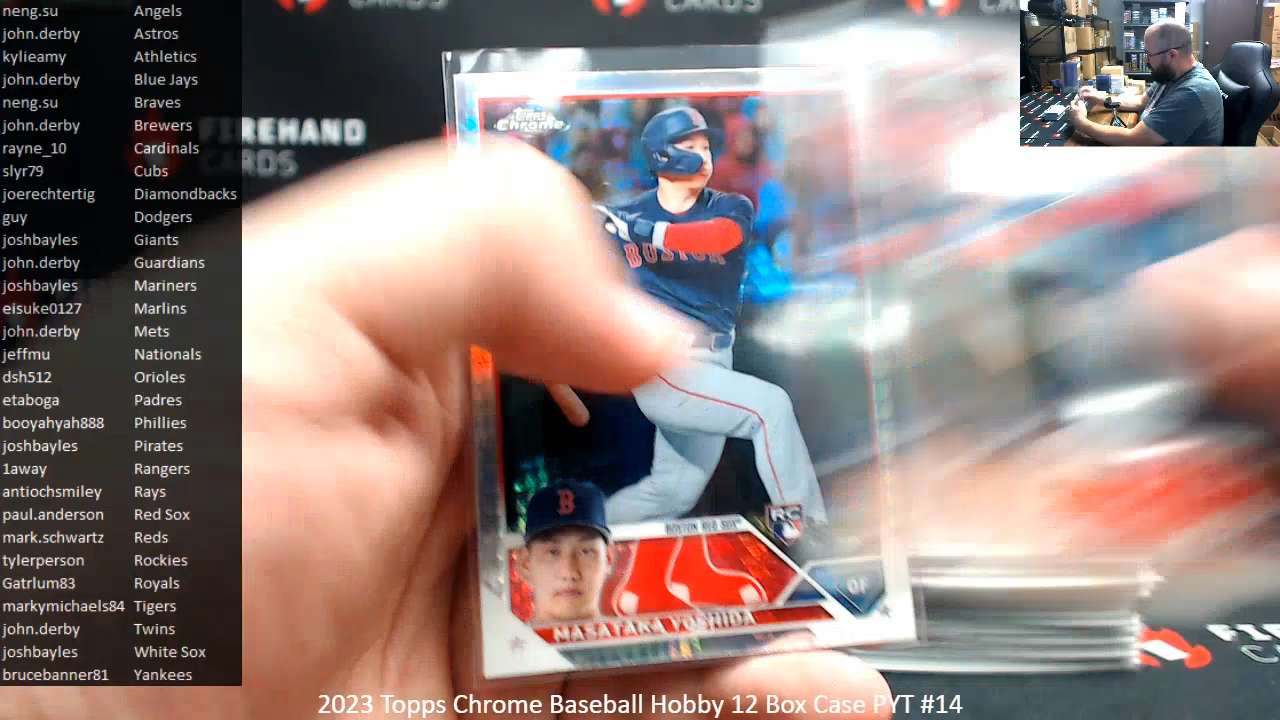 neng.su Angels
john.derby Astros
kylieamy Athletics
john.derby Blue Jays
neng.su Braves
john.derby Brewers
rayne_10 Cardinals
slyr79 Cubs
joerechtertig Diamondbacks
guy Dodgers
joshbayles Giants
john.derby Guardians
joshbayles Mariners
eisuke0127 Marlins
john.derby Mets
jeffmu Nationals
dsh512 Orioles
etaboga Padres
booyahyah888 Phillies
joshbayles Pirates
1away Rangers
antiochsmiley Rays
paul.anderson Red Sox
mark.schwartz Reds
tylerperson Rockies
Gatrlum83 Royals
markymichaels84 Tigers
john.derby Twins
joshbayles White Sox
brucebanner81 Yankees
CARDS
CARDS
FIREHAND
CARDS
Topps
Chrome
BOSTON
B
RC
BOSTON RED SOX
OF
MASATAKA YOSHIDA
2023 Topps Chrome Baseball Hobby 12 Box Case PYT #14